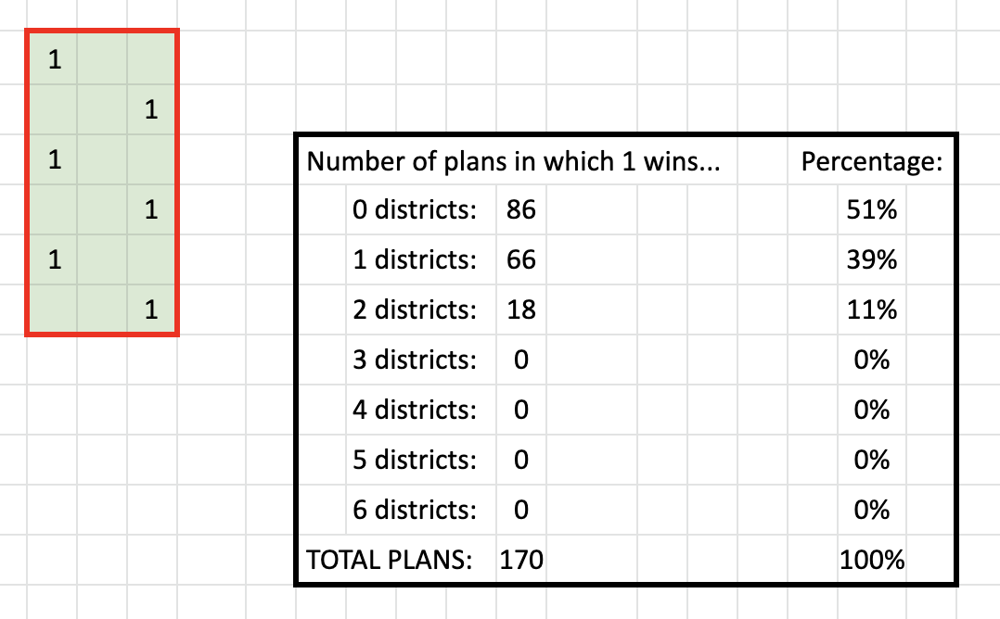 1
1
1
1
1
1
Number of plans in which 1 wins... Percentage:
0 districts: 86 51%
1 districts: 66 39%
2 districts: 18 11%
3 districts: 0 0%
4 districts: 0 0%
5 districts: 0 0%
6 districts: 0 0%
TOTAL PLANS: 170 100%